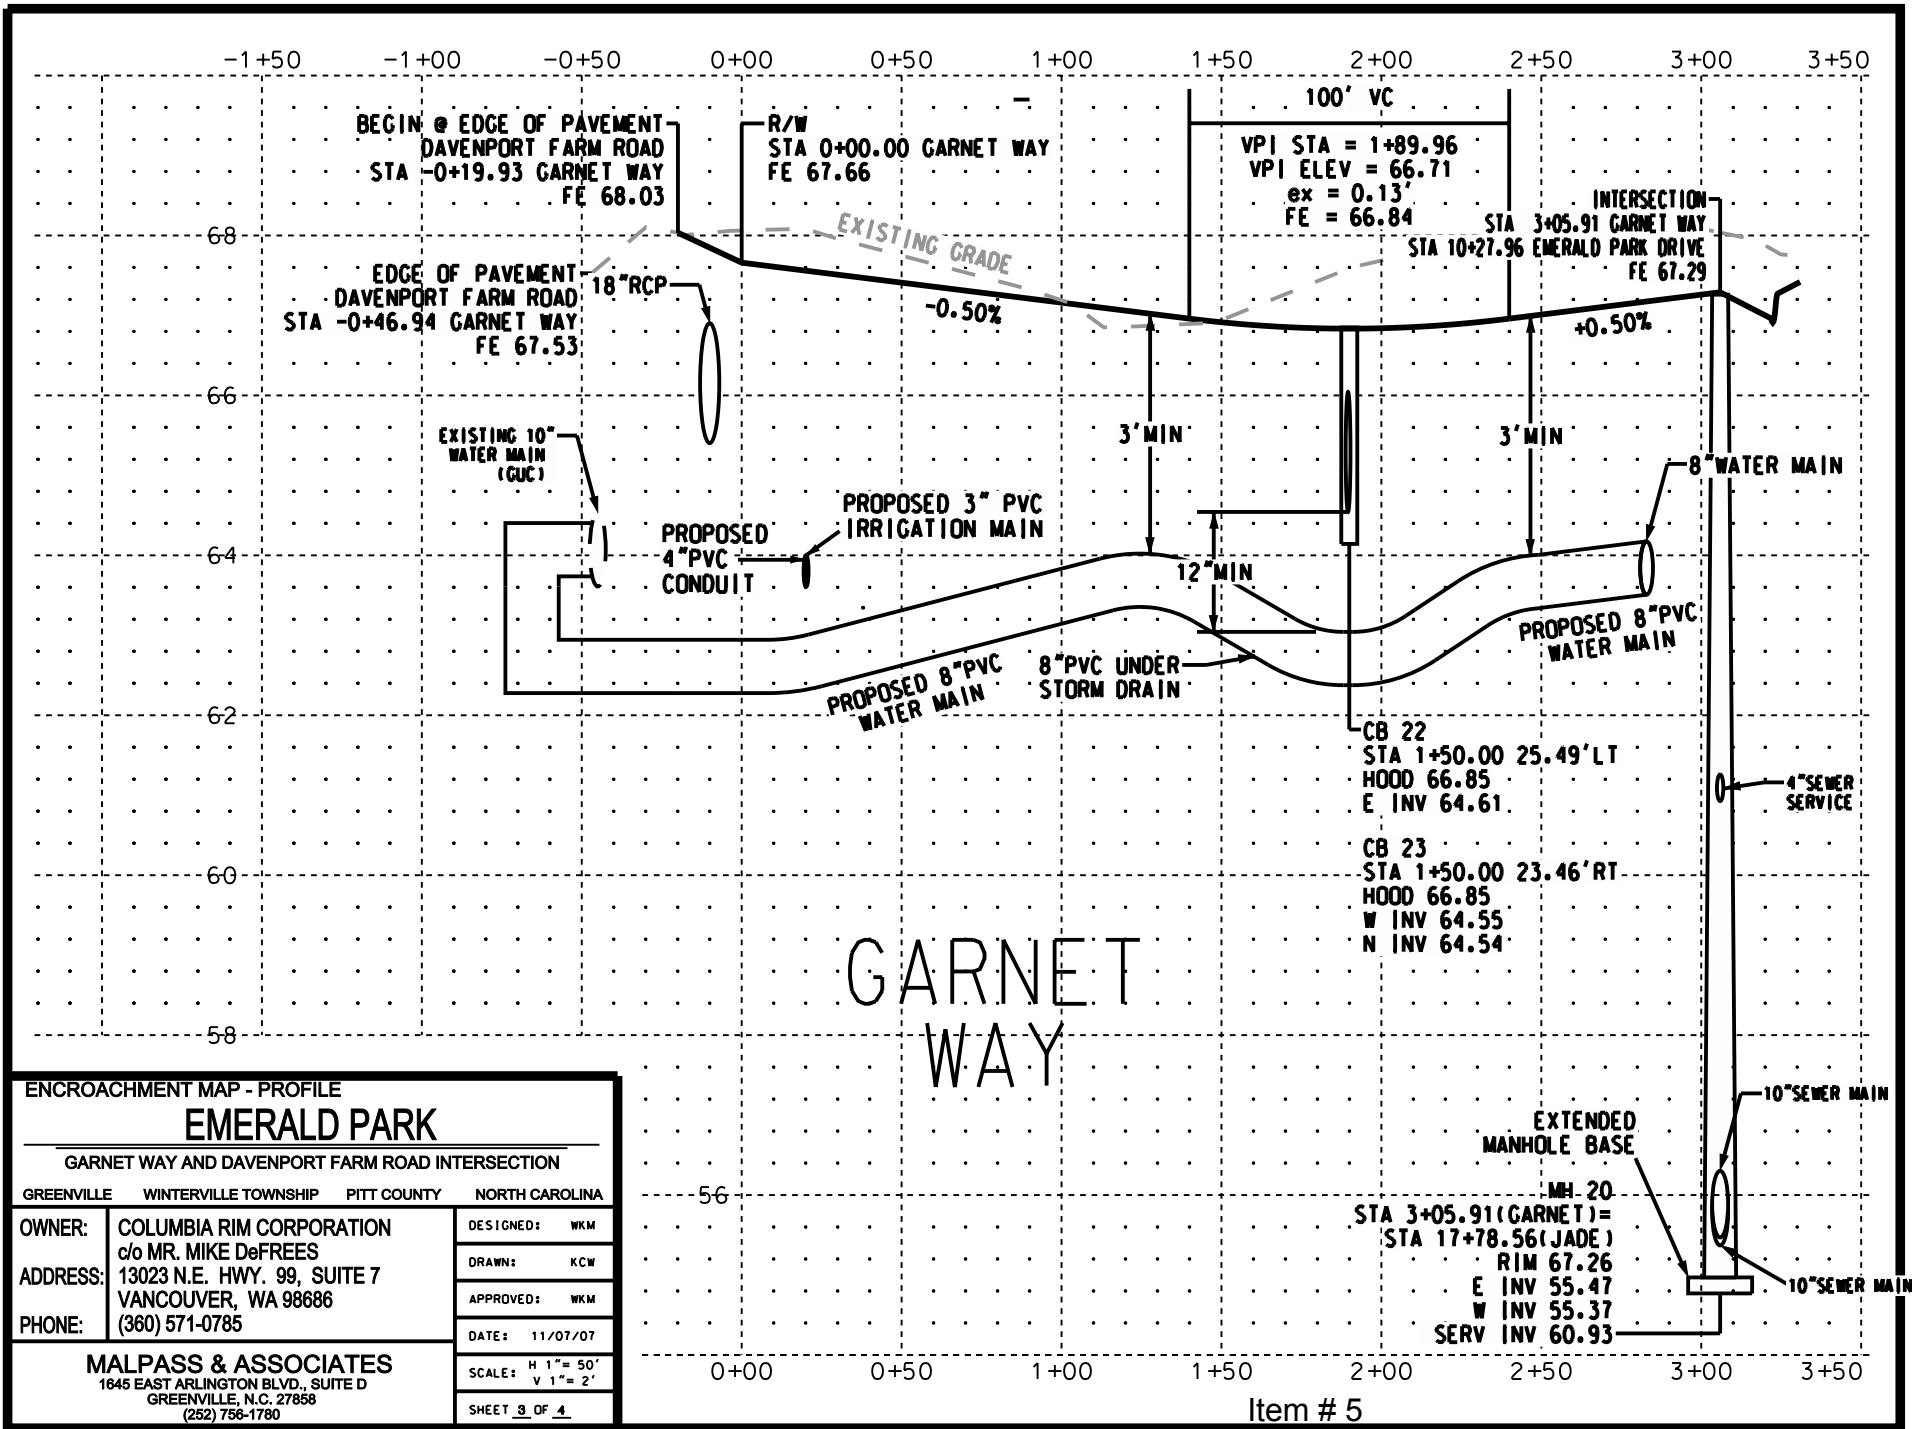 -1+50 -1+00 -0+50 0+00 0+50 1+00 1+50 2+00 2+50 3+00 3+50
BEGIN @ EDGE OF PAVEMENT
DAVENPORT FARM ROAD
STA -0+19.93 GARNET WAY
FE 68.03
R/W
STA 0+00.00 GARNET WAY
FE 67.66
100' VC
VPI STA = 1+89.96
VPI ELEV = 66.71
ex = 0.13'
FE = 66.84
INTERSECTION
STA 3+05.91 GARNET WAY
STA 10+27.96 EMERALD PARK DRIVE
FE 67.29
68
EXISTING GRADE
EDGE OF PAVEMENT
DAVENPORT FARM ROAD
STA -0+46.94 GARNET WAY
FE 67.53
18"RCP
-0.50%
+0.50%
66
EXISTING 10"
WATER MAIN
(GUC)
3'MIN
3'MIN
8"WATER MAIN
PROPOSED 3" PVC
IRRIGATION MAIN
PROPOSED
4"PVC
CONDUIT
64
12"MIN
PROPOSED 8"PVC
WATER MAIN
8"PVC UNDER
STORM DRAIN
PROPOSED 8"PVC
WATER MAIN
62
CB 22
STA 1+50.00 25.49'LT
HOOD 66.85
E INV 64.61
4"SEWER
SERVICE
CB 23
STA 1+50.00 23.46'RT
HOOD 66.85
W INV 64.55
N INV 64.54
60
GARNET
WAY
58
10"SEWER MAIN
EXTENDED
MANHOLE BASE
56
MH 20
STA 3+05.91(GARNET)=
STA 17+78.56(JADE)
RIM 67.26
E INV 55.47
W INV 55.37
SERV INV 60.93
10"SEWER MAIN
0+00 0+50 1+00 1+50 2+00 2+50 3+00 3+50
ENCROACHMENT MAP - PROFILE
EMERALD PARK
GARNET WAY AND DAVENPORT FARM ROAD INTERSECTION
GREENVILLE WINTERVILLE TOWNSHIP PITT COUNTY NORTH CAROLINA
OWNER: COLUMBIA RIM CORPORATION
c/o MR. MIKE DeFREES
ADDRESS: 13023 N.E. HWY. 99, SUITE 7
VANCOUVER, WA 98686
PHONE: (360) 571-0785
DESIGNED: WKM
DRAWN: KCW
APPROVED: WKM
DATE: 11/07/07
SCALE: H 1"= 50'
V 1"= 2'
SHEET 3 OF 4
MALPASS & ASSOCIATES
1645 EAST ARLINGTON BLVD., SUITE D
GREENVILLE, N.C. 27858
(252) 756-1780
Item # 5